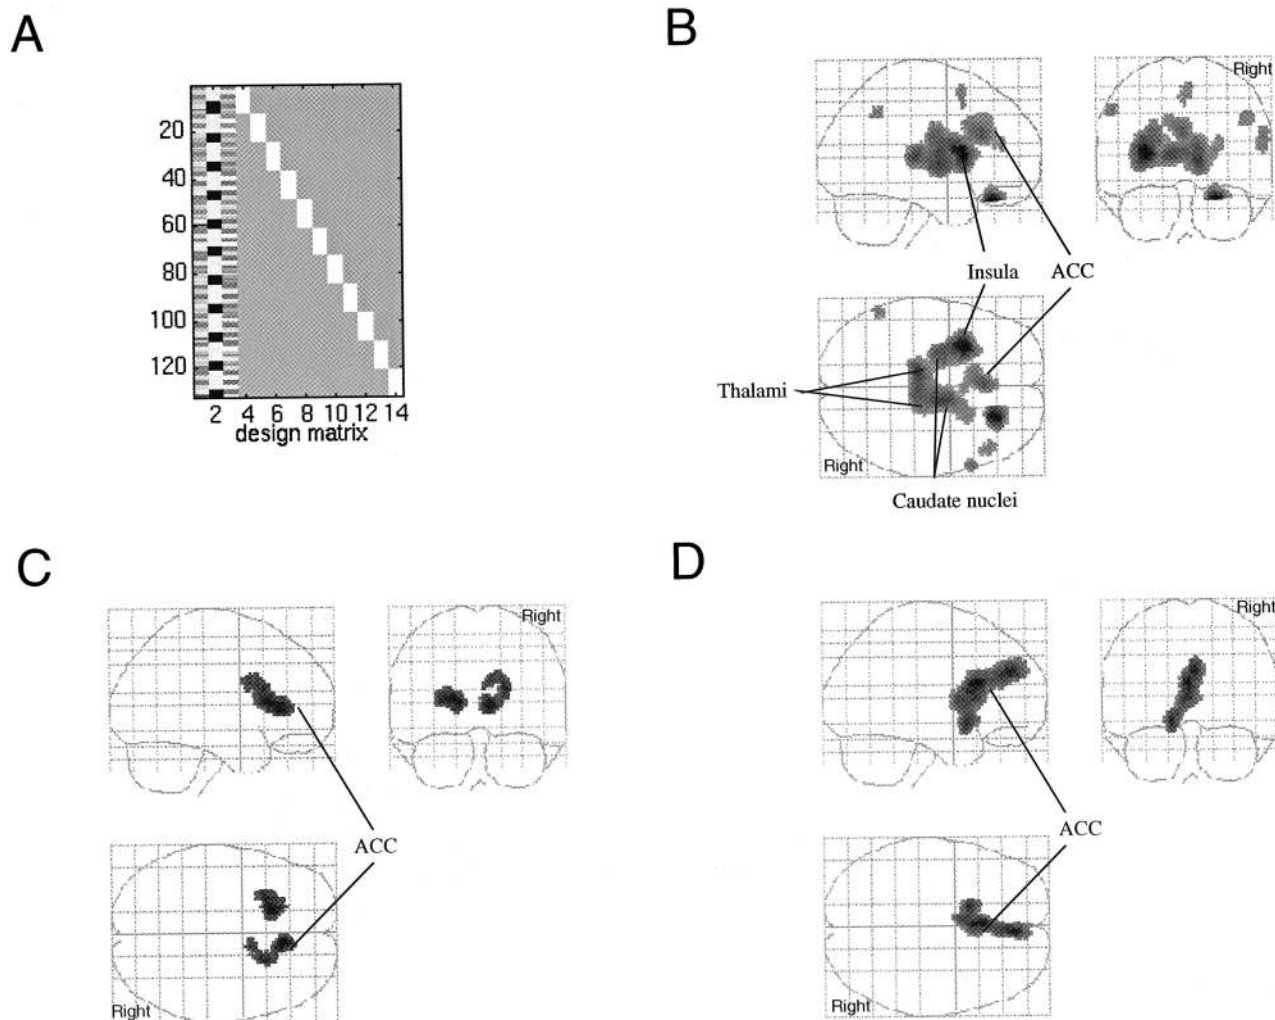 A
B
20
40
60
80
100
120
2 4 6 8 10 12 14
design matrix
Right
Insula ACC
Thalami
Right
Caudate nuclei
C
D
Right
Right
ACC
ACC
Right
Right